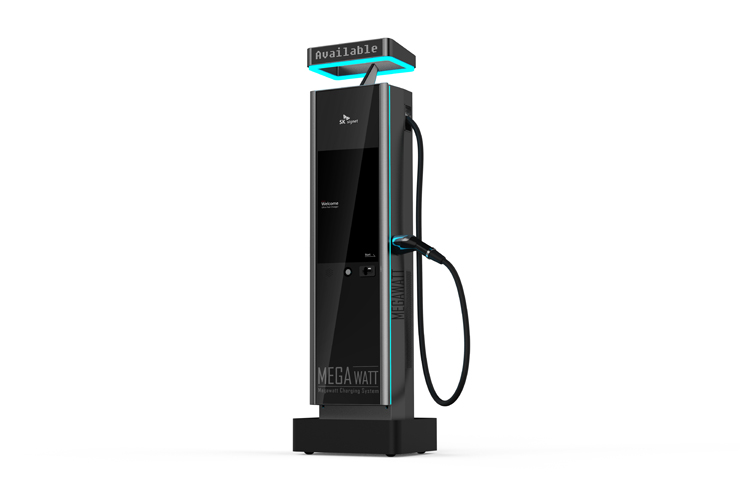 Available
SK signet
Welcome
MEGAWATT
MEGA WATT
Megawatt Charging System